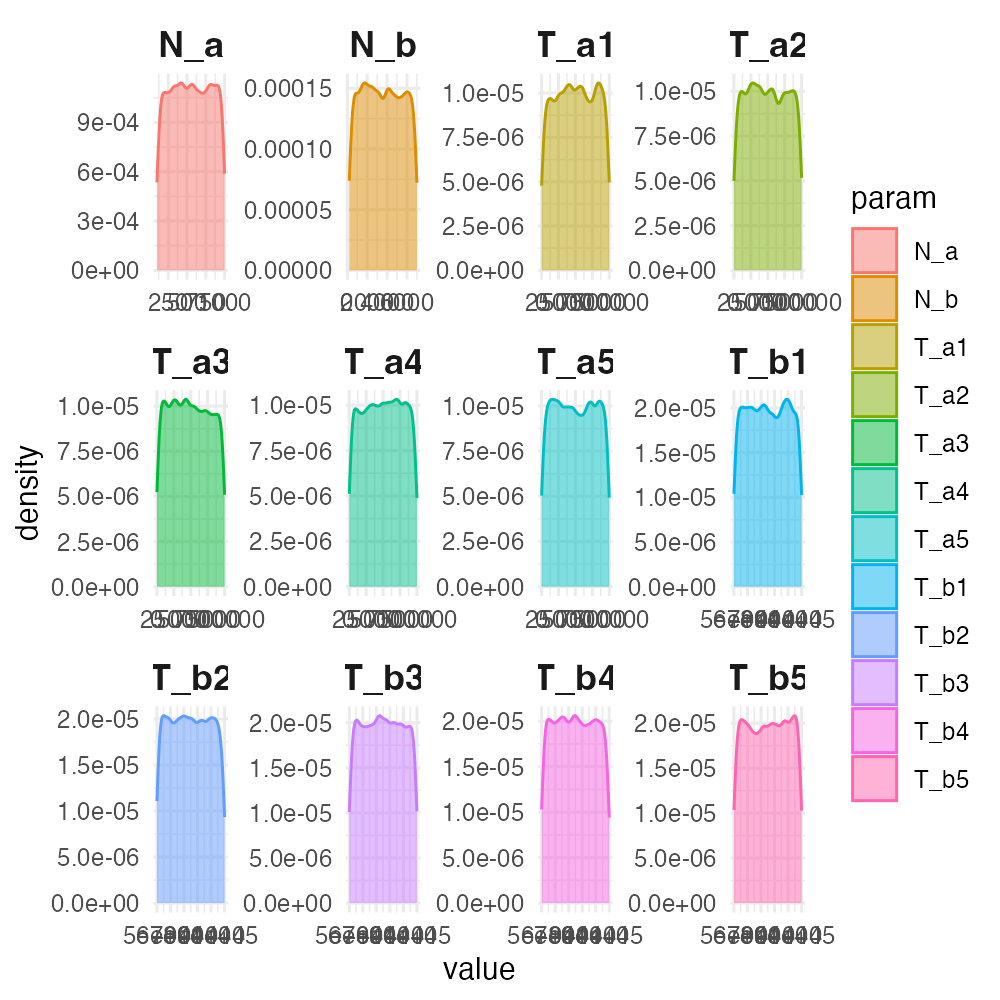 N_a N_b T_a1 T_a2
9e-04 6e-04 3e-04 0e+00
0.00015 0.00010 0.00005 0.00000
1.0e-05 7.5e-06 5.0e-06 2.5e-06 0.0e+00
1.0e-05 7.5e-06 5.0e-06 2.5e-06 0.0e+00
T_a3 T_a4 T_a5 T_b1
1.0e-05 7.5e-06 5.0e-06 2.5e-06 0.0e+00
1.0e-05 7.5e-06 5.0e-06 2.5e-06 0.0e+00
1.0e-05 7.5e-06 5.0e-06 2.5e-06 0.0e+00
2.0e-05 1.5e-05 1.0e-05 5.0e-06 0.0e+00
T_b2 T_b3 T_b4 T_b5
2.0e-05 1.5e-05 1.0e-05 5.0e-06 0.0e+00
2.0e-05 1.5e-05 1.0e-05 5.0e-06 0.0e+00
2.0e-05 1.5e-05 1.0e-05 5.0e-06 0.0e+00
2.0e-05 1.5e-05 1.0e-05 5.0e-06 0.0e+00
density
value
param
N_a
N_b
T_a1
T_a2
T_a3
T_a4
T_a5
T_b1
T_b2
T_b3
T_b4
T_b5